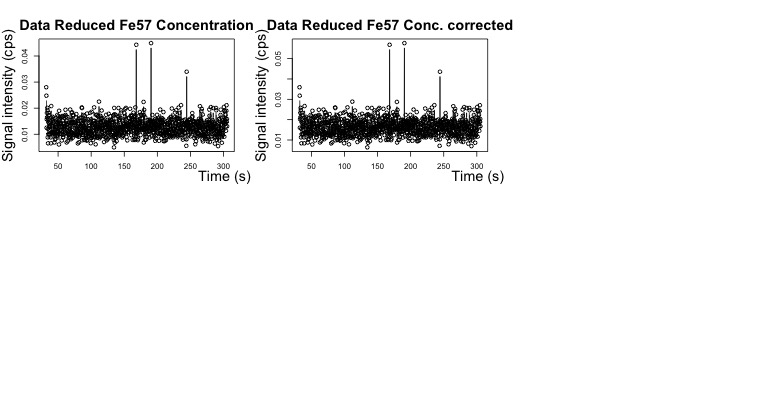 Data Reduced Fe57 Concentration
Signal intensity (cps)
0.04
0.03
0.02
0.01
50 100 150 200 250 300
Time (s)
Data Reduced Fe57 Conc. corrected
Signal intensity (cps)
0.05
0.03
0.01
50 100 150 200 250 300
Time (s)